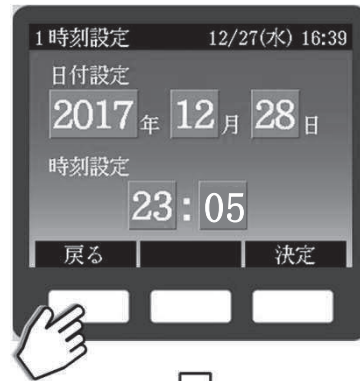 1時刻設定 12/27(水) 16:39
日付設定
2017年 12月 28日
時刻設定
23:05
戻る 決定